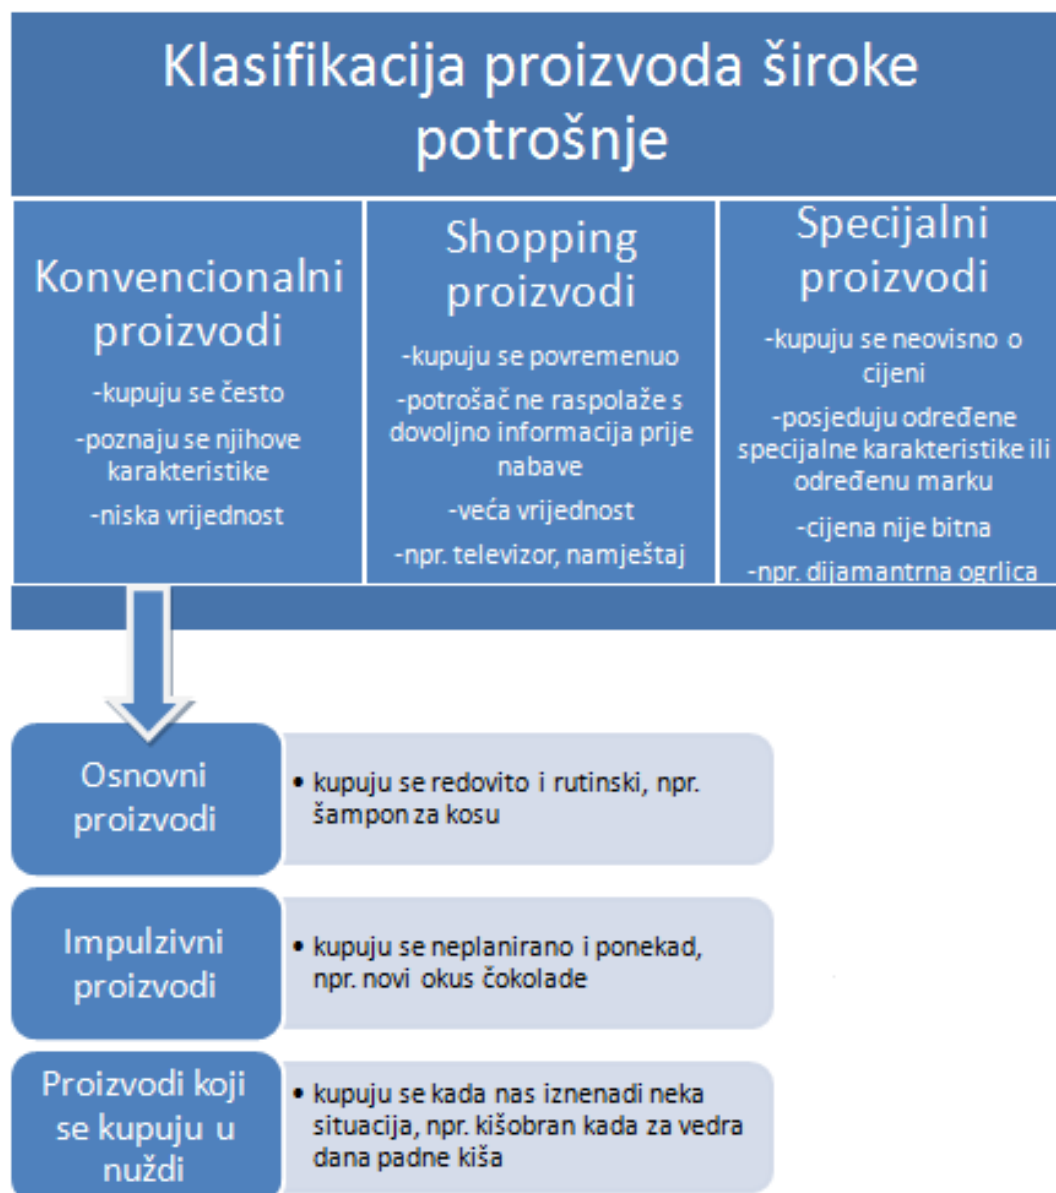 Klasifikacija proizvoda široke
potrošnje
Konvencionalni
proizvodi
-kupuju se često
-poznaju se njihove
karakteristike
-niska vrijednost
Shopping
proizvodi
-kupuju se povremenuo
-potrošač ne raspolaže s
dovoljno informacija prije
nabave
-veća vrijednost
-npr. televizor, namještaj
Specijalni
proizvodi
-kupuju se neovisno o
cijeni
-posjeduju određene
specijalne karakteristike ili
određenu marku
-cijena nije bitna
-npr. dijamantrna ogrlica
Osnovni
proizvodi
• kupuju se redovito i rutinski, npr.
šampon za kosu
Impulzivni
proizvodi
• kupuju se neplanirano i ponekad,
npr. novi okus čokolade
Proizvodi koji
se kupuju u
nuždi
• kupuju se kada nas iznenadi neka
situacija, npr. kišobran kada za vedra
dana padne kiša